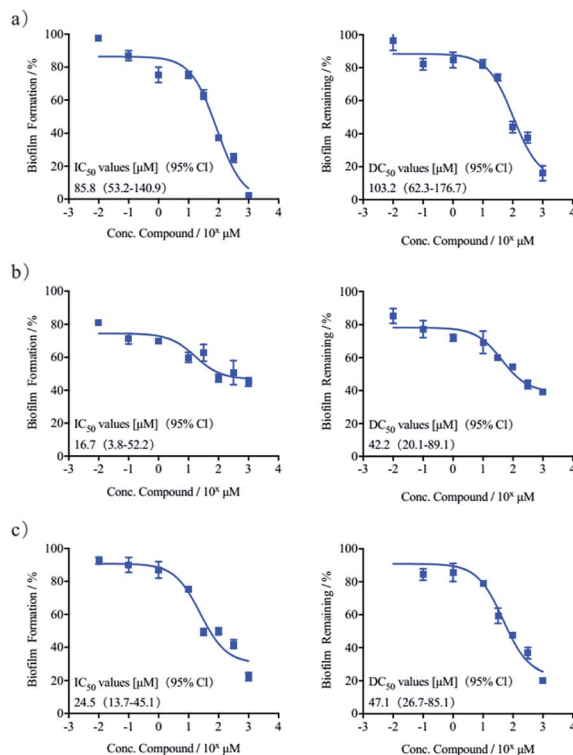 a)
100
80
60
40
20
0
Biofilm Formation / %
IC50 values [μM] (95% Cl)
85.8 (53.2-140.9)
-3 -2 -1 0 1 2 3 4
Conc. Compound / 10ˣ μM
100
80
60
40
20
0
Biofilm Remaining / %
DC50 values [μM] (95% Cl)
103.2 (62.3-176.7)
-3 -2 -1 0 1 2 3 4
Conc. Compound / 10ˣ μM
b)
100
80
60
40
20
0
Biofilm Formation / %
IC50 values [μM] (95% Cl)
16.7 (3.8-52.2)
-3 -2 -1 0 1 2 3 4
Conc. Compound / 10ˣ μM
100
80
60
40
20
0
Biofilm Remaining / %
DC50 values [μM] (95% Cl)
42.2 (20.1-89.1)
-3 -2 -1 0 1 2 3 4
Conc. Compound / 10ˣ μM
c)
100
80
60
40
20
0
Biofilm Formation / %
IC50 values [μM] (95% Cl)
24.5 (13.7-45.1)
-3 -2 -1 0 1 2 3 4
Conc. Compound / 10ˣ μM
100
80
60
40
20
0
Biofilm Remaining / %
DC50 values [μM] (95% Cl)
47.1 (26.7-85.1)
-3 -2 -1 0 1 2 3 4
Conc. Compound / 10ˣ μM